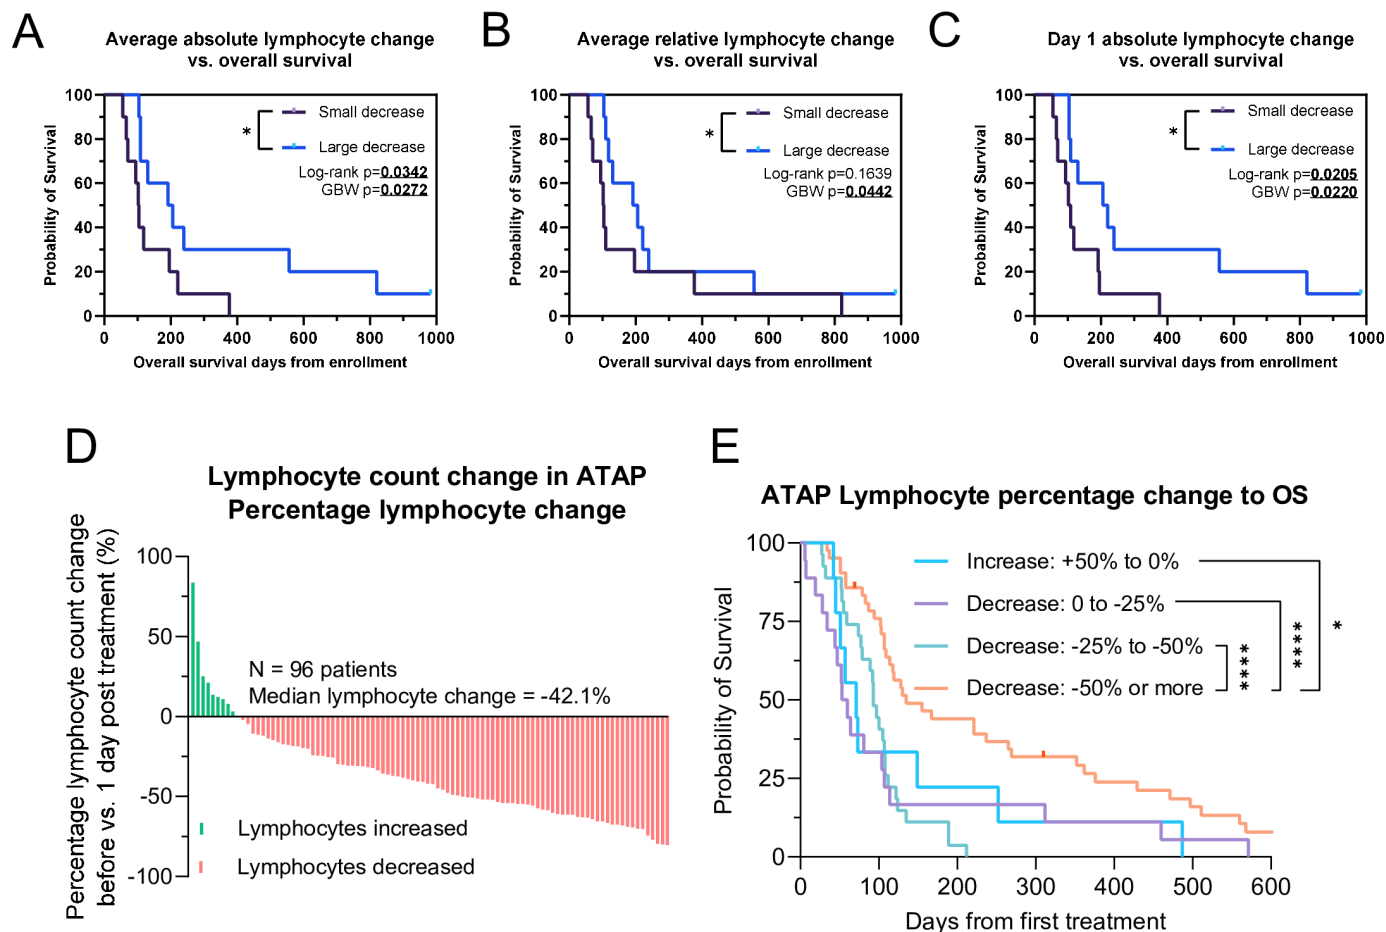 A
Average absolute lymphocyte change
vs. overall survival
Probability of Survival
100
80
60
40
20
0
0
200
400
600
800
1000
Overall survival days from enrollment
*
Small decrease
Large decrease
Log-rank p=0.0342
GBW p=0.0272
B
Average relative lymphocyte change
vs. overall survival
Probability of Survival
100
80
60
40
20
0
0
200
400
600
800
1000
Overall survival days from enrollment
*
Small decrease
Large decrease
Log-rank p=0.1639
GBW p=0.0442
C
Day 1 absolute lymphocyte change
vs. overall survival
Probability of Survival
100
80
60
40
20
0
0
200
400
600
800
1000
Overall survival days from enrollment
*
Small decrease
Large decrease
Log-rank p=0.0205
GBW p=0.0220
D
Lymphocyte count change in ATAP
Percentage lymphocyte change
Percentage lymphocyte count change
before vs. 1 day post treatment (%)
100
50
0
-50
-100
N = 96 patients
Median lymphocyte change = -42.1%
Lymphocytes increased
Lymphocytes decreased
E
ATAP Lymphocyte percentage change to OS
Probability of Survival
100
75
50
25
0
0
100
200
300
400
500
600
Days from first treatment
Increase: +50% to 0%
Decrease: 0 to -25%
Decrease: -25% to -50%
Decrease: -50% or more
****
****
*